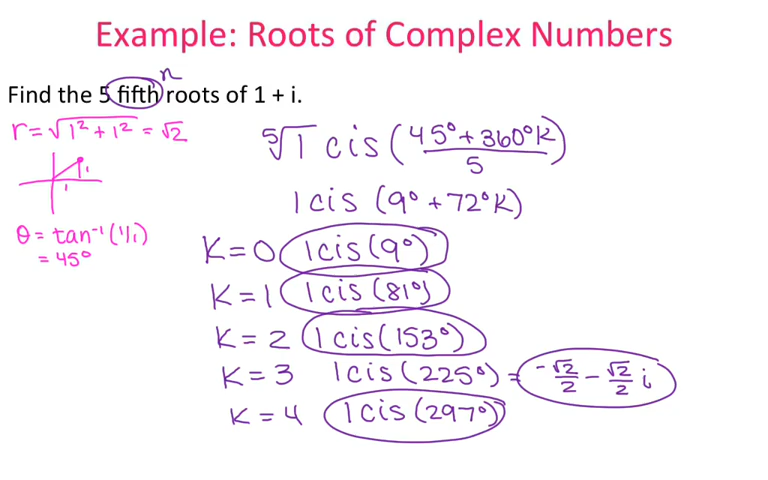 Example: Roots of Complex Numbers
n
Find the 5 fifth roots of 1 + i.
r = √1² + 1² = √2
1
1
θ = tan⁻¹(1/1)
= 45°
⁵√1 cis (45° + 360°K / 5)
1 cis (9° + 72°K)
K = 0 1 cis (9°)
K = 1 1 cis (81°)
K = 2 1 cis (153°)
K = 3 1 cis (225°) = -√2/2 - √2/2 i
K = 4 1 cis (297°)